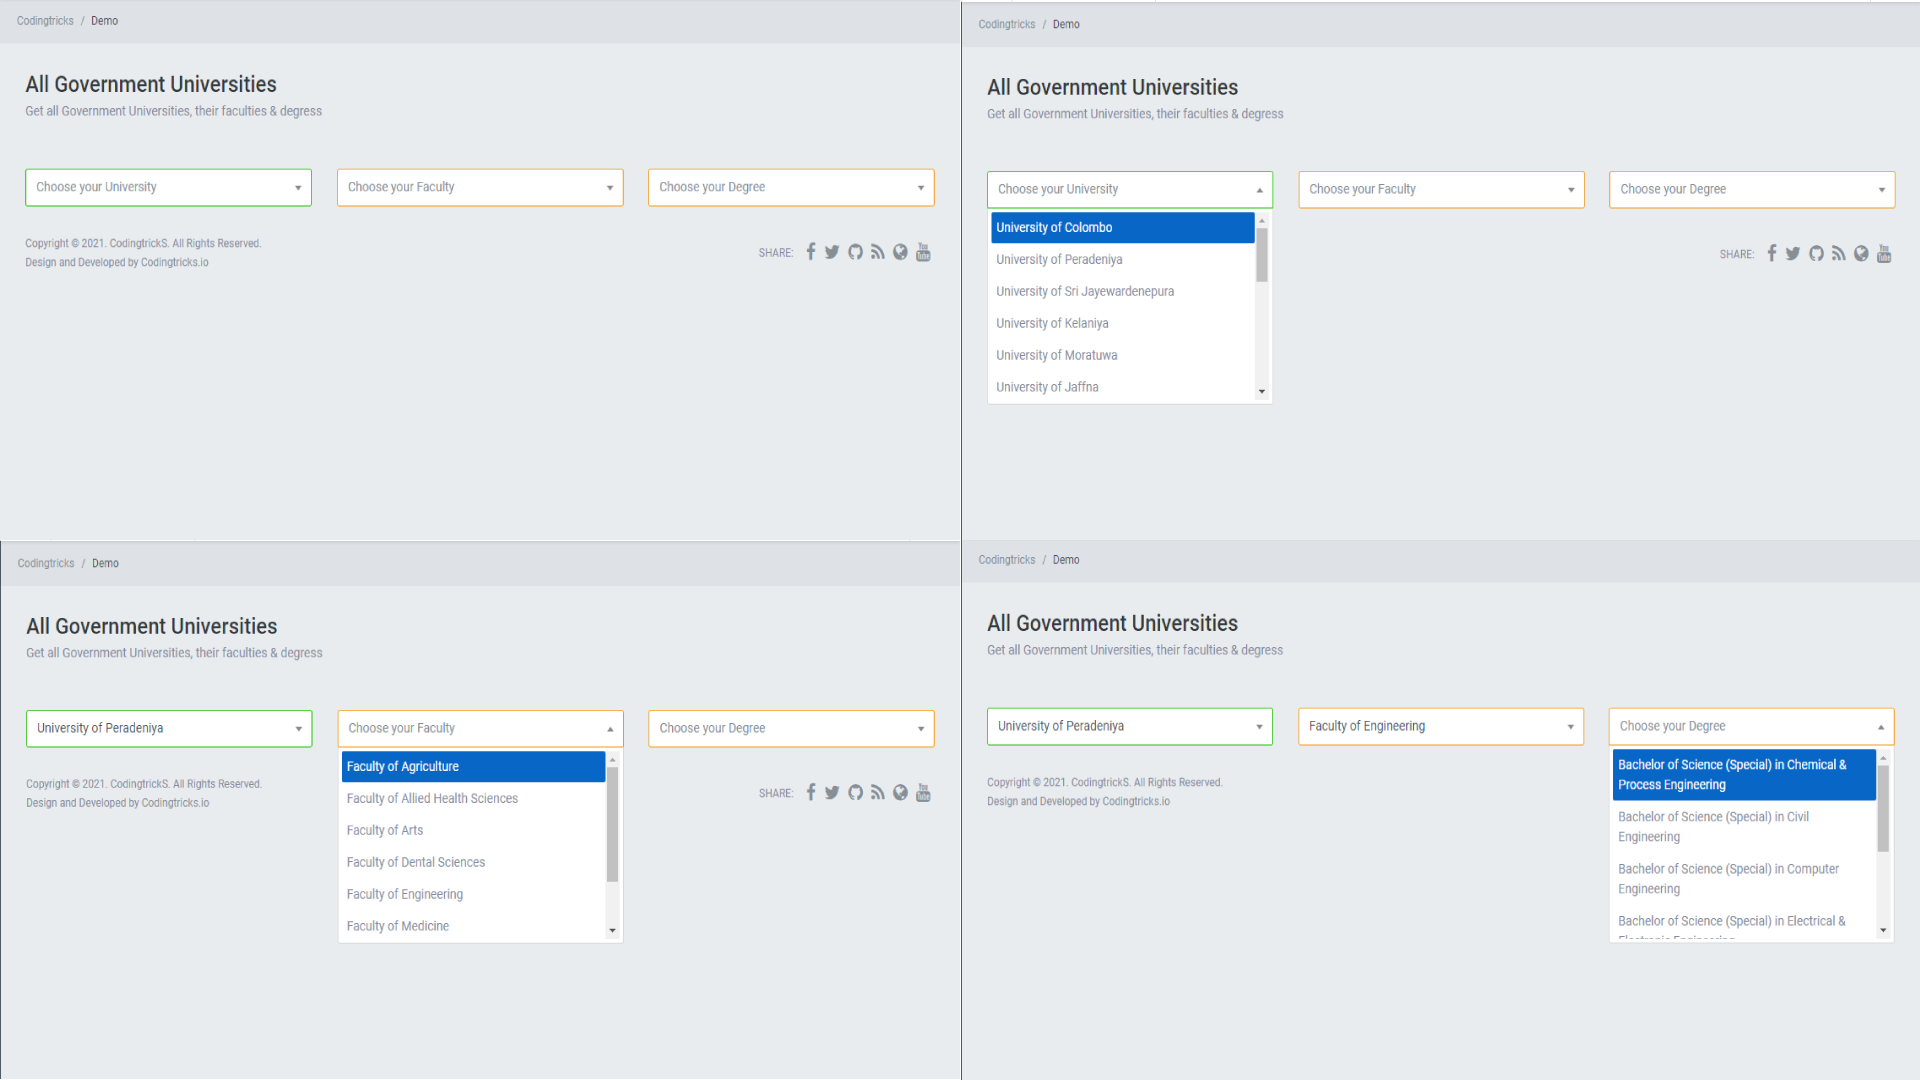 Codingtricks / Demo
All Government Universities
Get all Government Universities, their faculties & degress
Choose your University
Choose your Faculty
Choose your Degree
Copyright © 2021. CodingtrickS. All Rights Reserved.
Design and Developed by Codingtricks.io
SHARE:
You
Tube
Codingtricks / Demo
All Government Universities
Get all Government Universities, their faculties & degress
Choose your University
Choose your Faculty
Choose your Degree
University of Colombo
University of Peradeniya
University of Sri Jayewardenepura
University of Kelaniya
University of Moratuwa
University of Jaffna
SHARE:
You
Tube
Codingtricks / Demo
All Government Universities
Get all Government Universities, their faculties & degress
University of Peradeniya
Choose your Faculty
Choose your Degree
Faculty of Agriculture
Faculty of Allied Health Sciences
Faculty of Arts
Faculty of Dental Sciences
Faculty of Engineering
Faculty of Medicine
Copyright © 2021. CodingtrickS. All Rights Reserved.
Design and Developed by Codingtricks.io
SHARE:
You
Tube
Codingtricks / Demo
All Government Universities
Get all Government Universities, their faculties & degress
University of Peradeniya
Faculty of Engineering
Choose your Degree
Bachelor of Science (Special) in Chemical &
Process Engineering
Bachelor of Science (Special) in Civil
Engineering
Bachelor of Science (Special) in Computer
Engineering
Bachelor of Science (Special) in Electrical &
Copyright © 2021. CodingtrickS. All Rights Reserved.
Design and Developed by Codingtricks.io